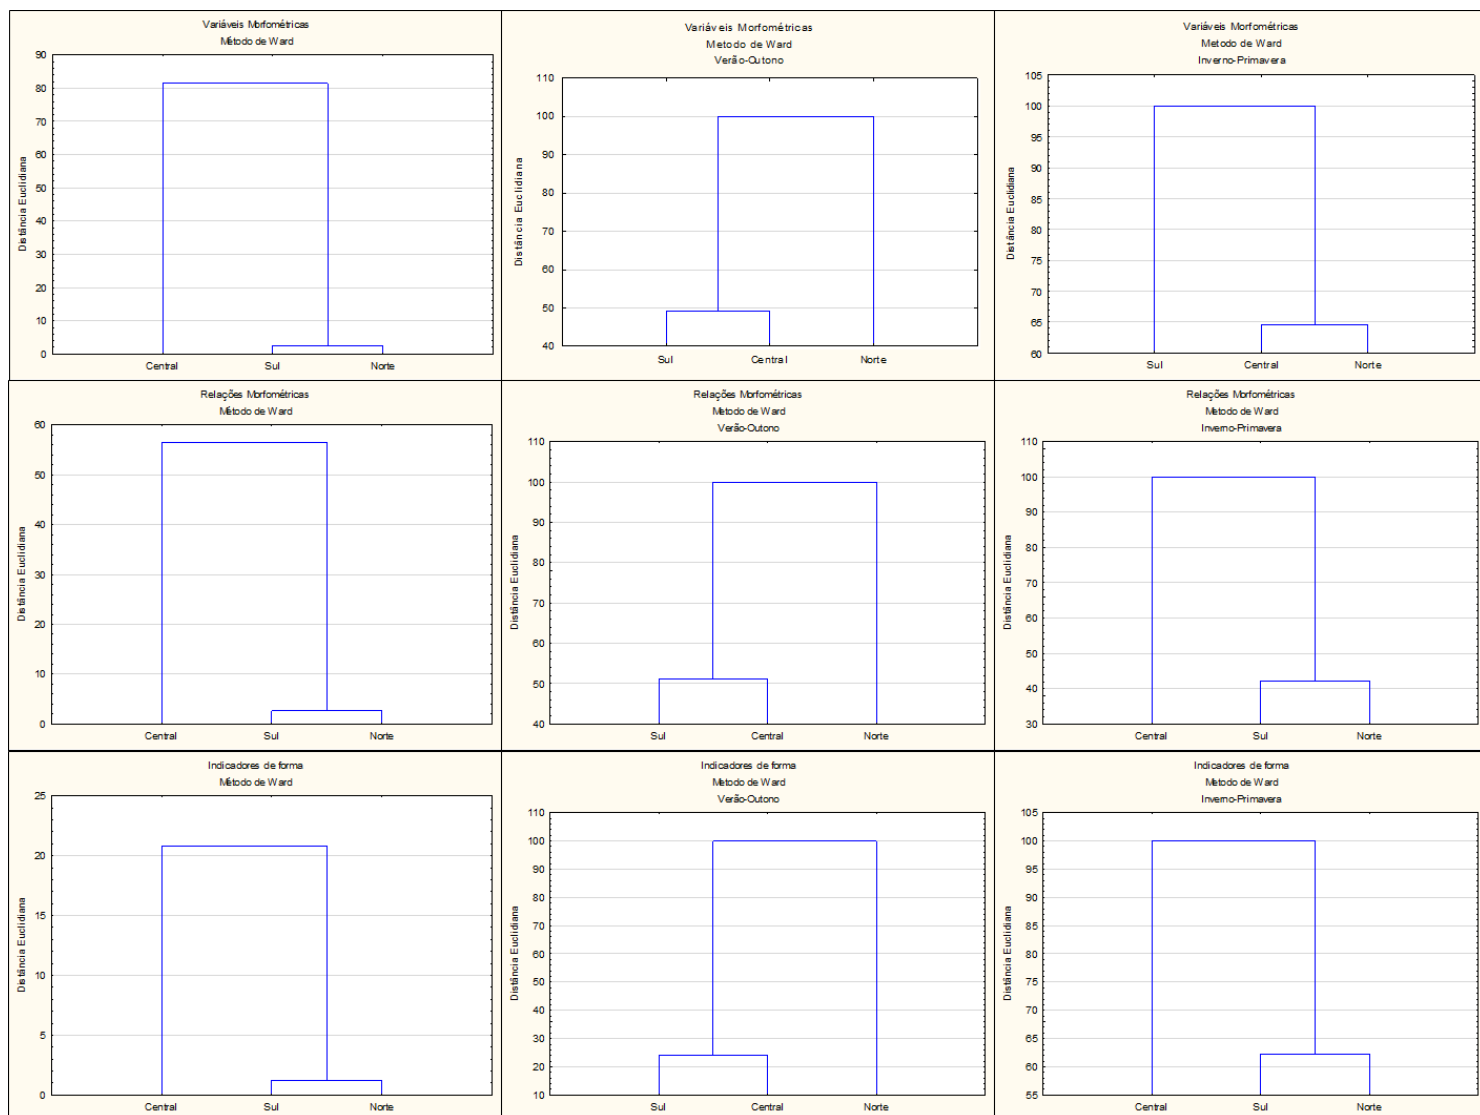 Variáveis Morfométricas
Método de Ward
Distância Euclidiana
90
80
70
60
50
40
30
20
10
0
Central Sul Norte
Variáveis Morfométricas
Metodo de Ward
Verão-Outono
Distância Euclidiana
110
100
90
80
70
60
50
40
Sul Central Norte
Variáveis Morfométricas
Metodo de Ward
Inverno-Primavera
Distância Euclidiana
105
100
95
90
85
80
75
70
65
60
Sul Central Norte
Relações Morfométricas
Método de Ward
Distância Euclidiana
60
50
40
30
20
10
0
Central Sul Norte
Relações Morfométricas
Metodo de Ward
Verão-Outono
Distância Euclidiana
110
100
90
80
70
60
50
40
Sul Central Norte
Relações Morfométricas
Metodo de Ward
Inverno-Primavera
Distância Euclidiana
110
100
90
80
70
60
50
40
30
Central Sul Norte
Indicadores de forma
Método de Ward
Distância Euclidiana
25
20
15
10
5
0
Central Sul Norte
Indicadores de forma
Metodo de Ward
Verão-Outono
Distância Euclidiana
110
100
90
80
70
60
50
40
30
20
10
Sul Central Norte
Indicadores de forma
Metodo de Ward
Inverno-Primavera
Distância Euclidiana
105
100
95
90
85
80
75
70
65
60
55
Central Sul Norte